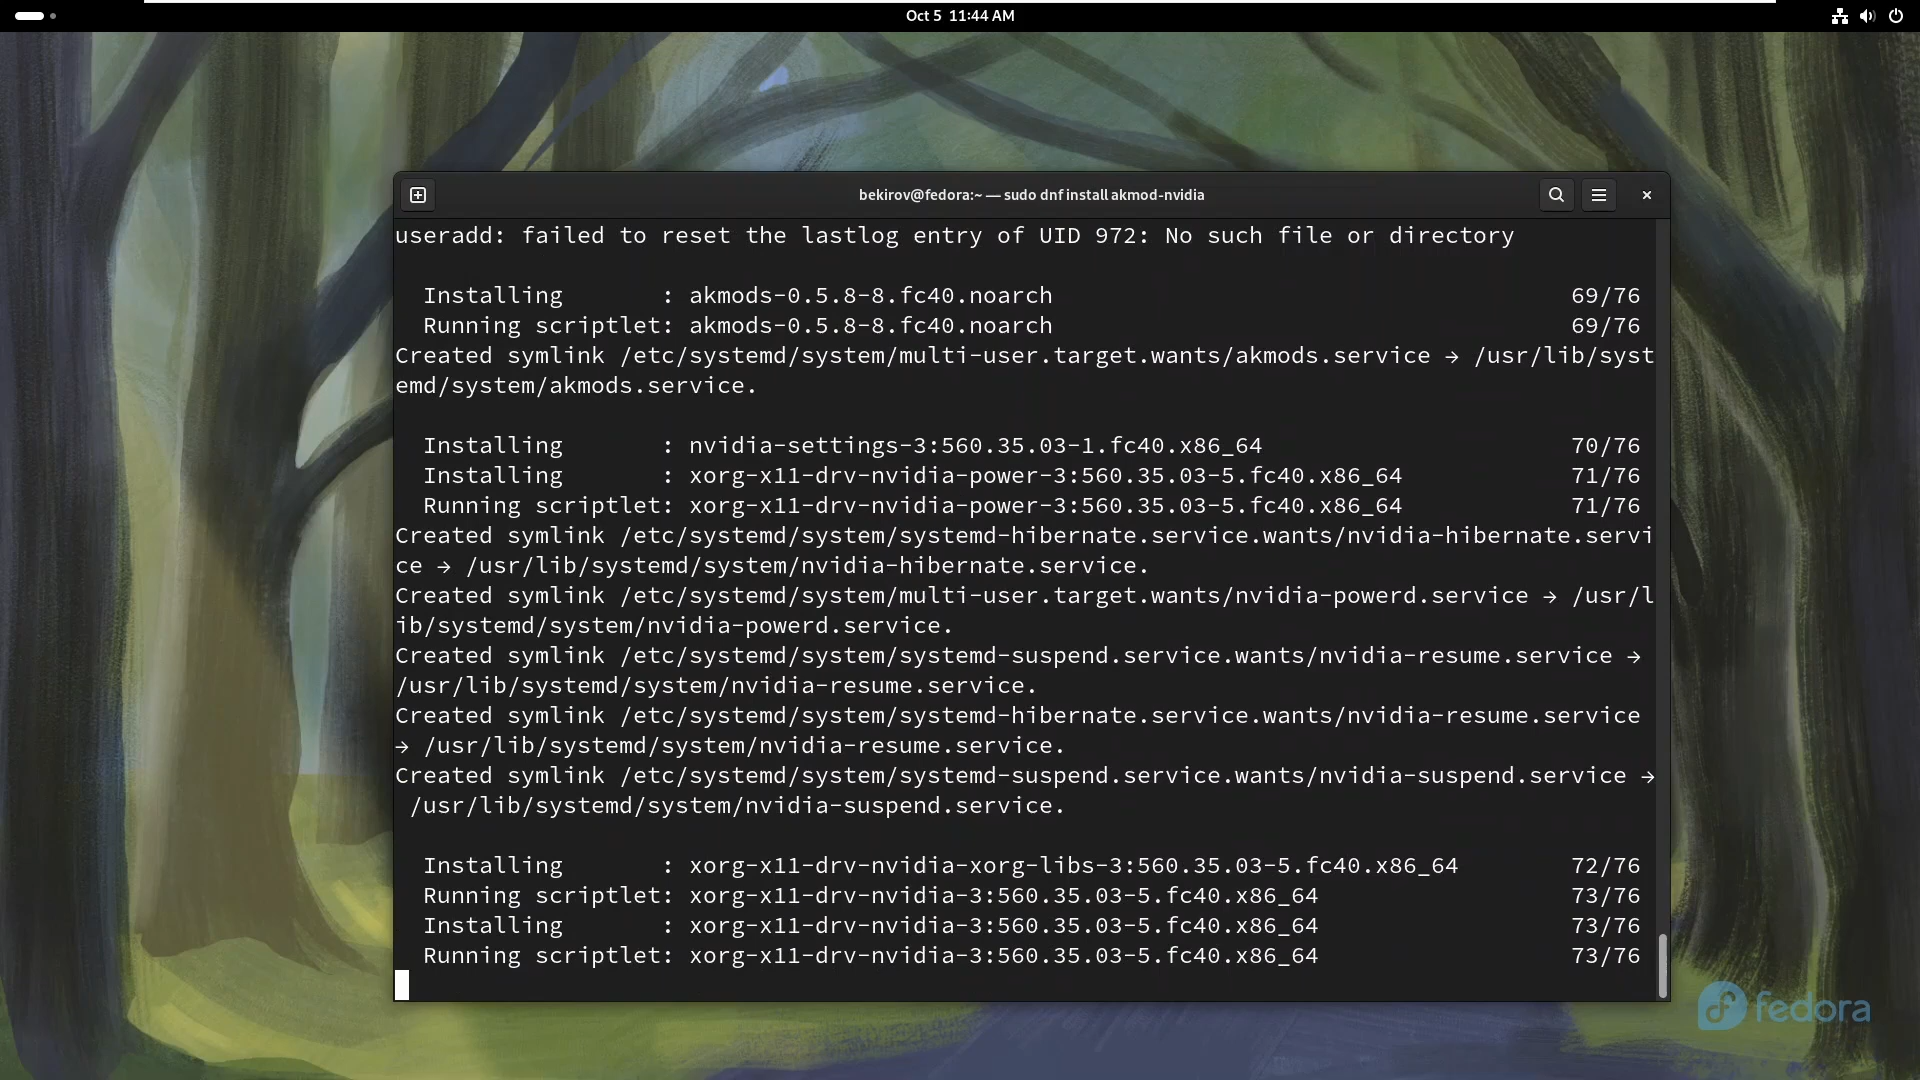 Oct 5 11:44 AM
bekirov@fedora:~ — sudo dnf install akmod-nvidia
useradd: failed to reset the lastlog entry of UID 972: No such file or directory
Installing : akmods-0.5.8-8.fc40.noarch 69/76
Running scriptlet: akmods-0.5.8-8.fc40.noarch 69/76
Created symlink /etc/systemd/system/multi-user.target.wants/akmods.service → /usr/lib/syst
emd/system/akmods.service.
Installing : nvidia-settings-3:560.35.03-1.fc40.x86_64 70/76
Installing : xorg-x11-drv-nvidia-power-3:560.35.03-5.fc40.x86_64 71/76
Running scriptlet: xorg-x11-drv-nvidia-power-3:560.35.03-5.fc40.x86_64 71/76
Created symlink /etc/systemd/system/systemd-hibernate.service.wants/nvidia-hibernate.servi
ce → /usr/lib/systemd/system/nvidia-hibernate.service.
Created symlink /etc/systemd/system/multi-user.target.wants/nvidia-powerd.service → /usr/l
ib/systemd/system/nvidia-powerd.service.
Created symlink /etc/systemd/system/systemd-suspend.service.wants/nvidia-resume.service →
/usr/lib/systemd/system/nvidia-resume.service.
Created symlink /etc/systemd/system/systemd-hibernate.service.wants/nvidia-resume.service
→ /usr/lib/systemd/system/nvidia-resume.service.
Created symlink /etc/systemd/system/systemd-suspend.service.wants/nvidia-suspend.service →
/usr/lib/systemd/system/nvidia-suspend.service.
Installing : xorg-x11-drv-nvidia-xorg-libs-3:560.35.03-5.fc40.x86_64 72/76
Running scriptlet: xorg-x11-drv-nvidia-3:560.35.03-5.fc40.x86_64 73/76
Installing : xorg-x11-drv-nvidia-3:560.35.03-5.fc40.x86_64 73/76
Running scriptlet: xorg-x11-drv-nvidia-3:560.35.03-5.fc40.x86_64 73/76
fedora